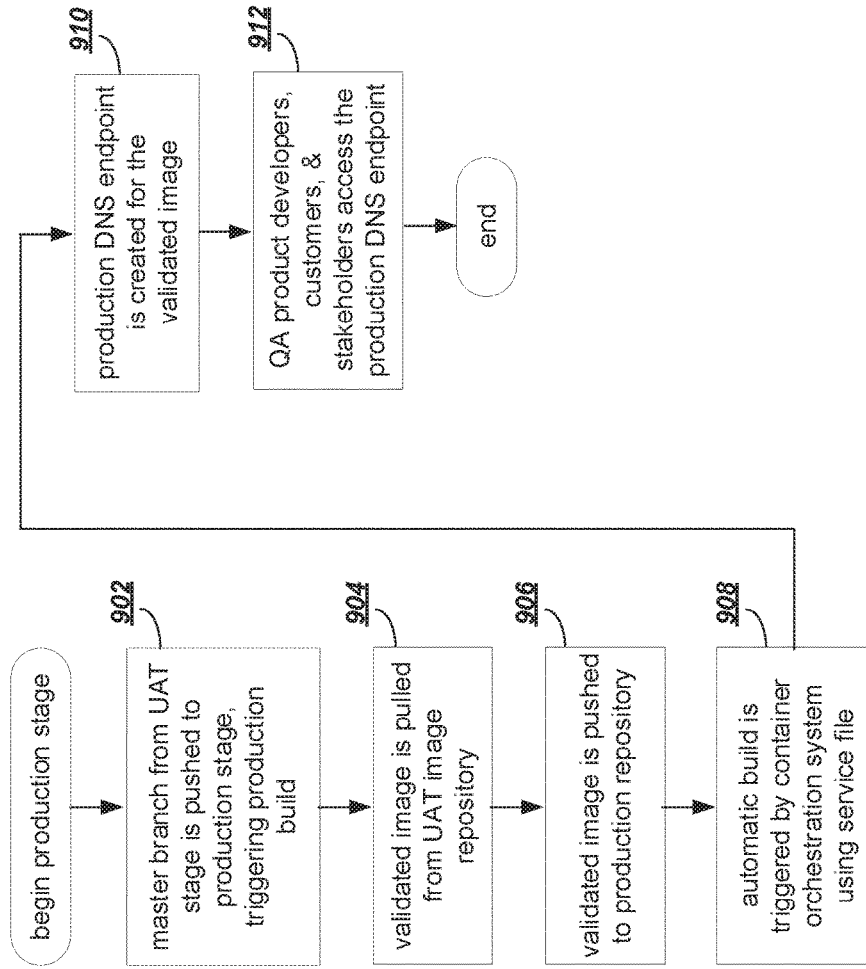 begin production stage
902
master branch from UAT
stage is pushed to
production stage,
triggering production
build
904
validated image is pulled
from UAT image
repository
906
validated image is pushed
to production repository
908
automatic build is
triggered by container
orchestration system
using service file
910
production DNS endpoint
is created for the
validated image
912
QA product developers,
customers, &
stakeholders access the
production DNS endpoint
end